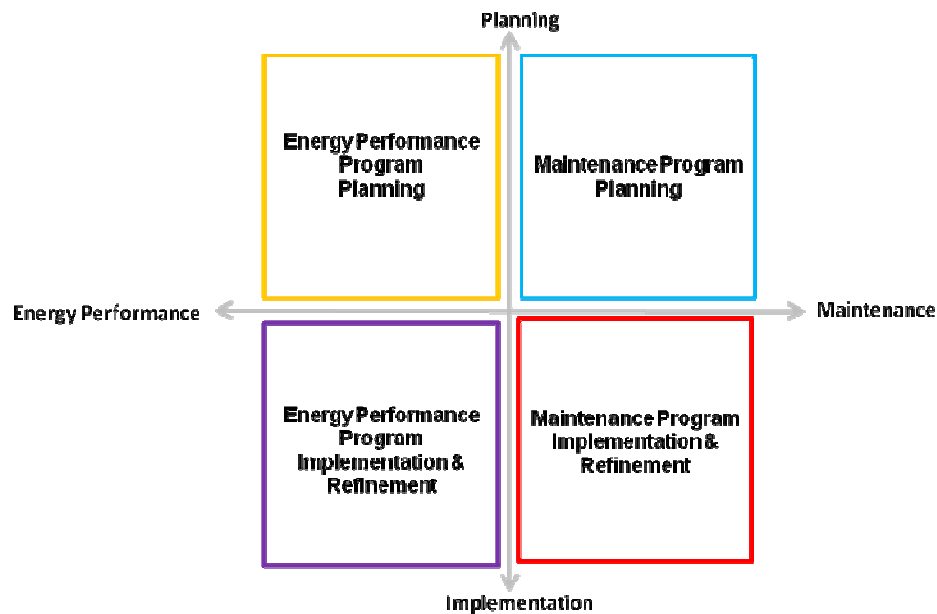 Planning
Energy Performance
Program
Planning
Maintenance Program
Planning
Energy Performance
Maintenance
Energy Performance
Program
Implementation &
Refinement
Maintenance Program
Implementation &
Refinement
Implementation